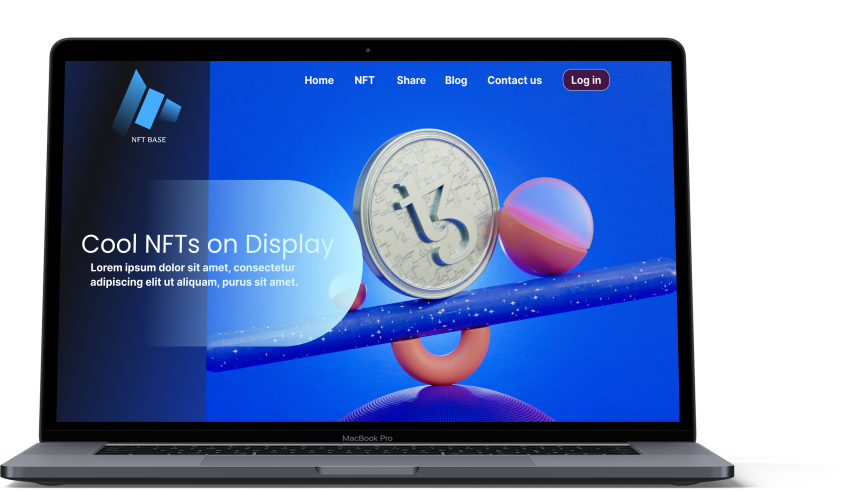 Home NFT Share Blog Contact us Log in
NFT BASE
Cool NFTs on Display
Lorem ipsum dolor sit amet, consectetur
adipiscing elit ut aliquam, purus sit amet.
MacBook Pro